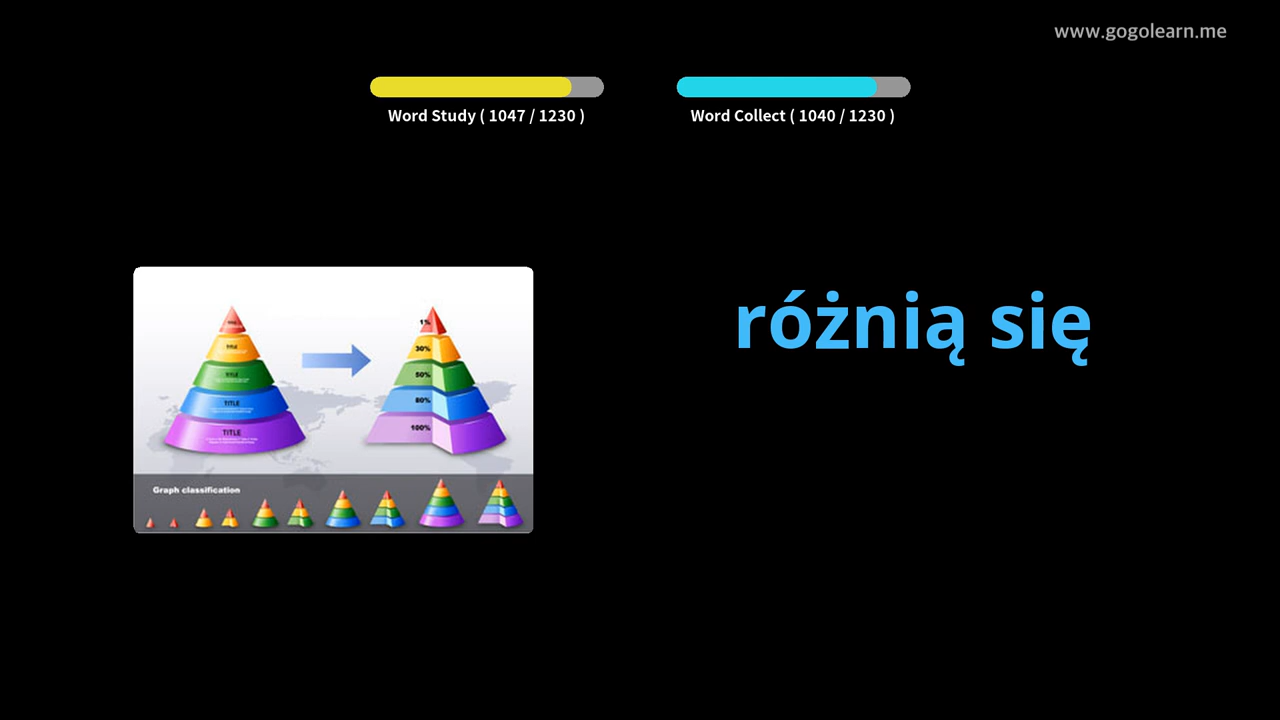 www.gogolearn.me
Word Study ( 1047 / 1230 )
Word Collect ( 1040 / 1230 )
różnią się
TITLE
TITLE
TITLE
TITLE
1%
30%
50%
80%
100%
Graph classification